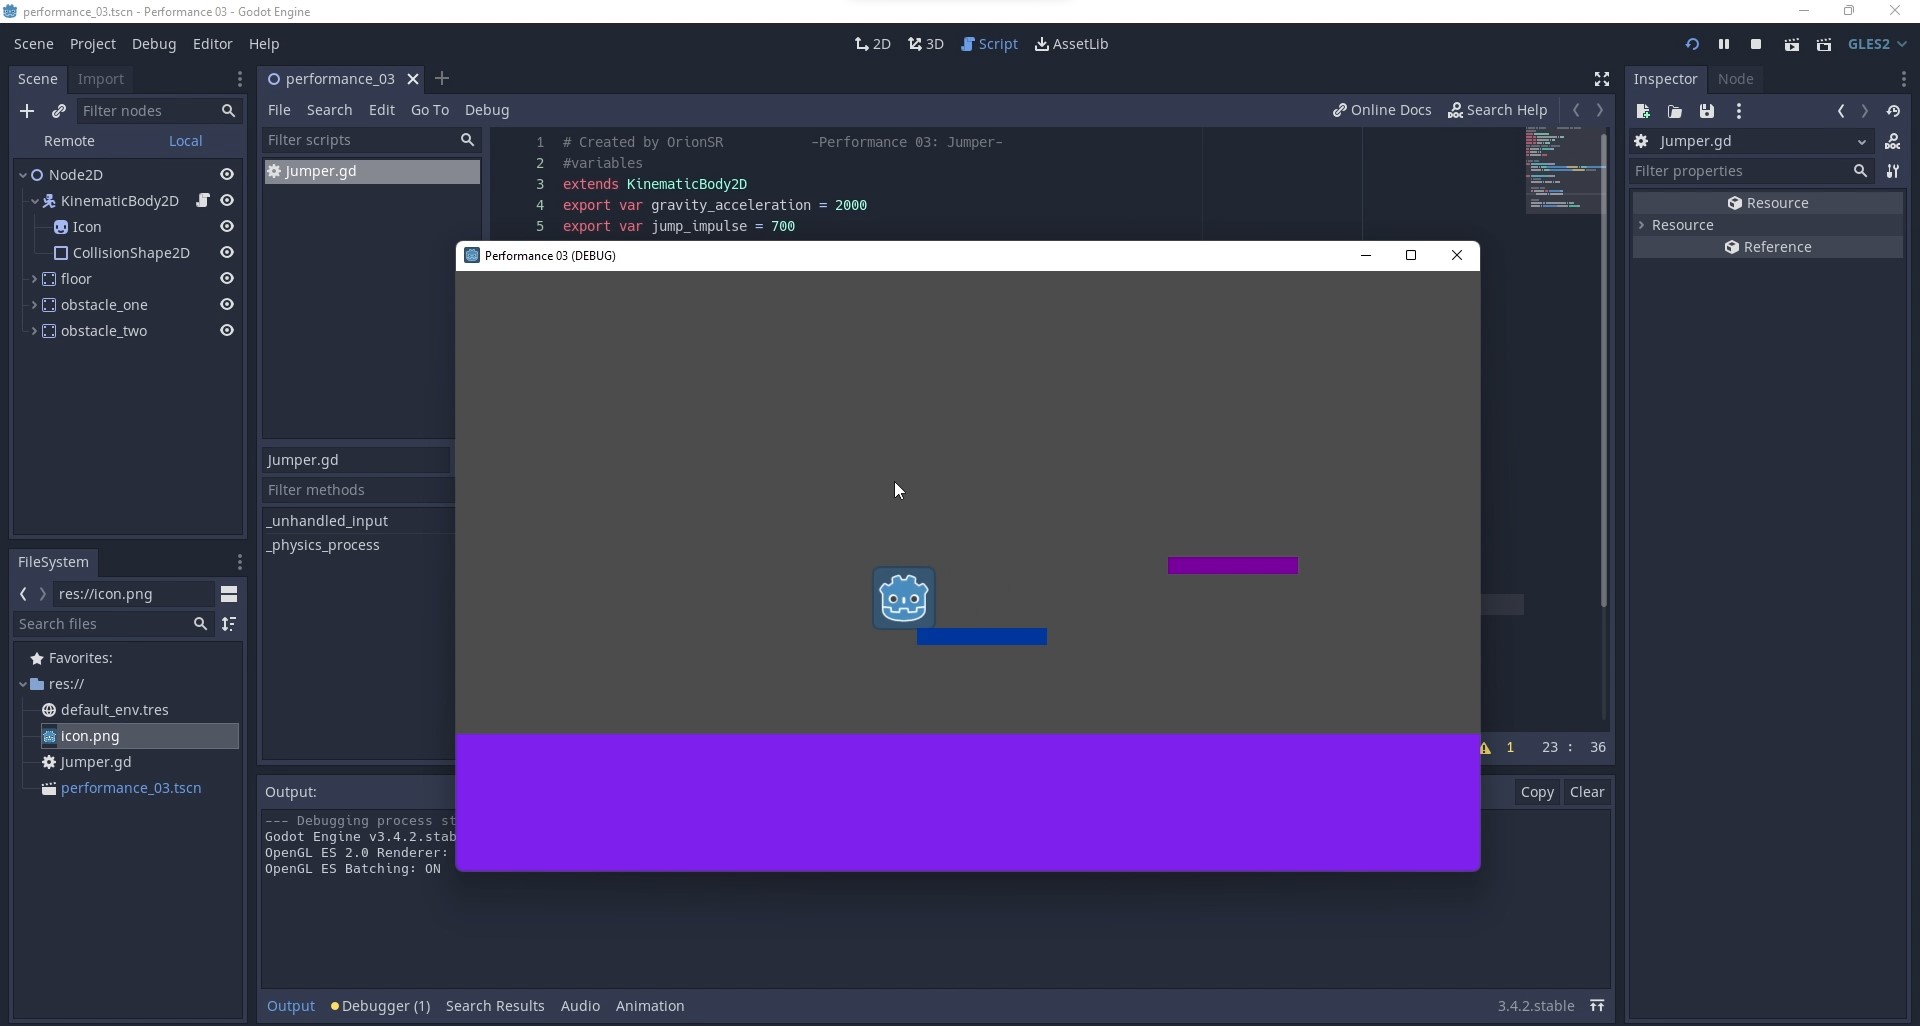 performance_03.tscn - Performance 03 - Godot Engine
Scene Project Debug Editor Help
2D 3D Script AssetLib
GLES2
Scene Import
Filter nodes
Remote Local
Node2D
KinematicBody2D
Icon
CollisionShape2D
floor
obstacle_one
obstacle_two
FileSystem
res://icon.png
Search files
Favorites:
res://
default_env.tres
icon.png
Jumper.gd
performance_03.tscn
performance_03
File Search Edit Go To Debug
Online Docs Search Help
Filter scripts
Jumper.gd
Jumper.gd
Filter methods
_unhandled_input
_physics_process
1 # Created by OrionSR -Performance 03: Jumper-
2 #variables
3 extends KinematicBody2D
4 export var gravity_acceleration = 2000
5 export var jump_impulse = 700
Performance 03 (DEBUG)
1 23 : 36
Output:
Copy Clear
--- Debugging process st
Godot Engine v3.4.2.stab
OpenGL ES 2.0 Renderer:
OpenGL ES Batching: ON
Output Debugger (1) Search Results Audio Animation
3.4.2.stable
Inspector Node
Jumper.gd
Filter properties
Resource
Resource
Reference